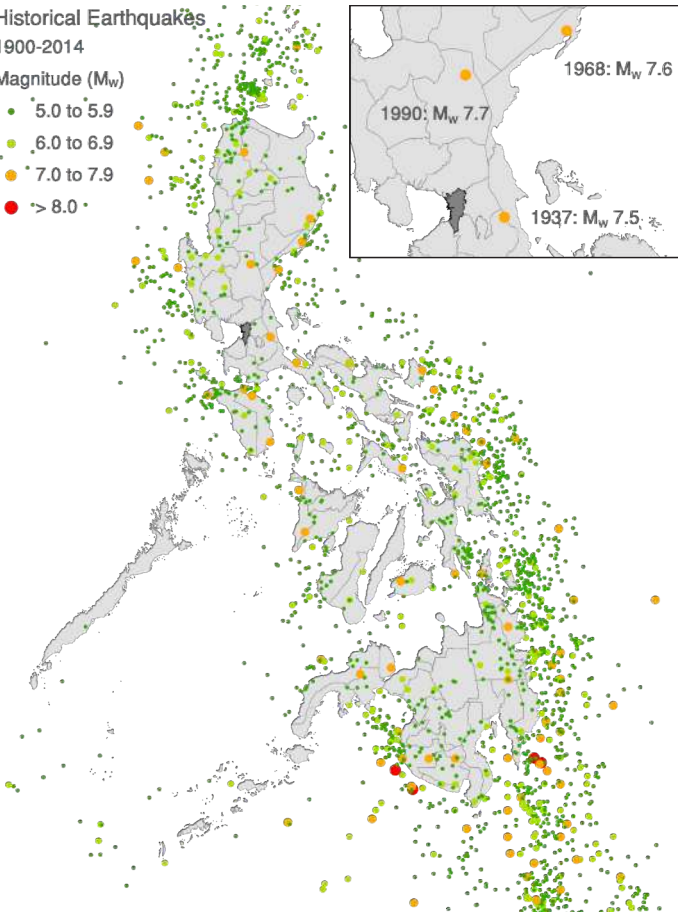 Historical Earthquakes
1900-2014
Magnitude (Mw)
5.0 to 5.9
6.0 to 6.9
7.0 to 7.9
> 8.0
1968: Mw 7.6
1990: Mw 7.7
1937: Mw 7.5